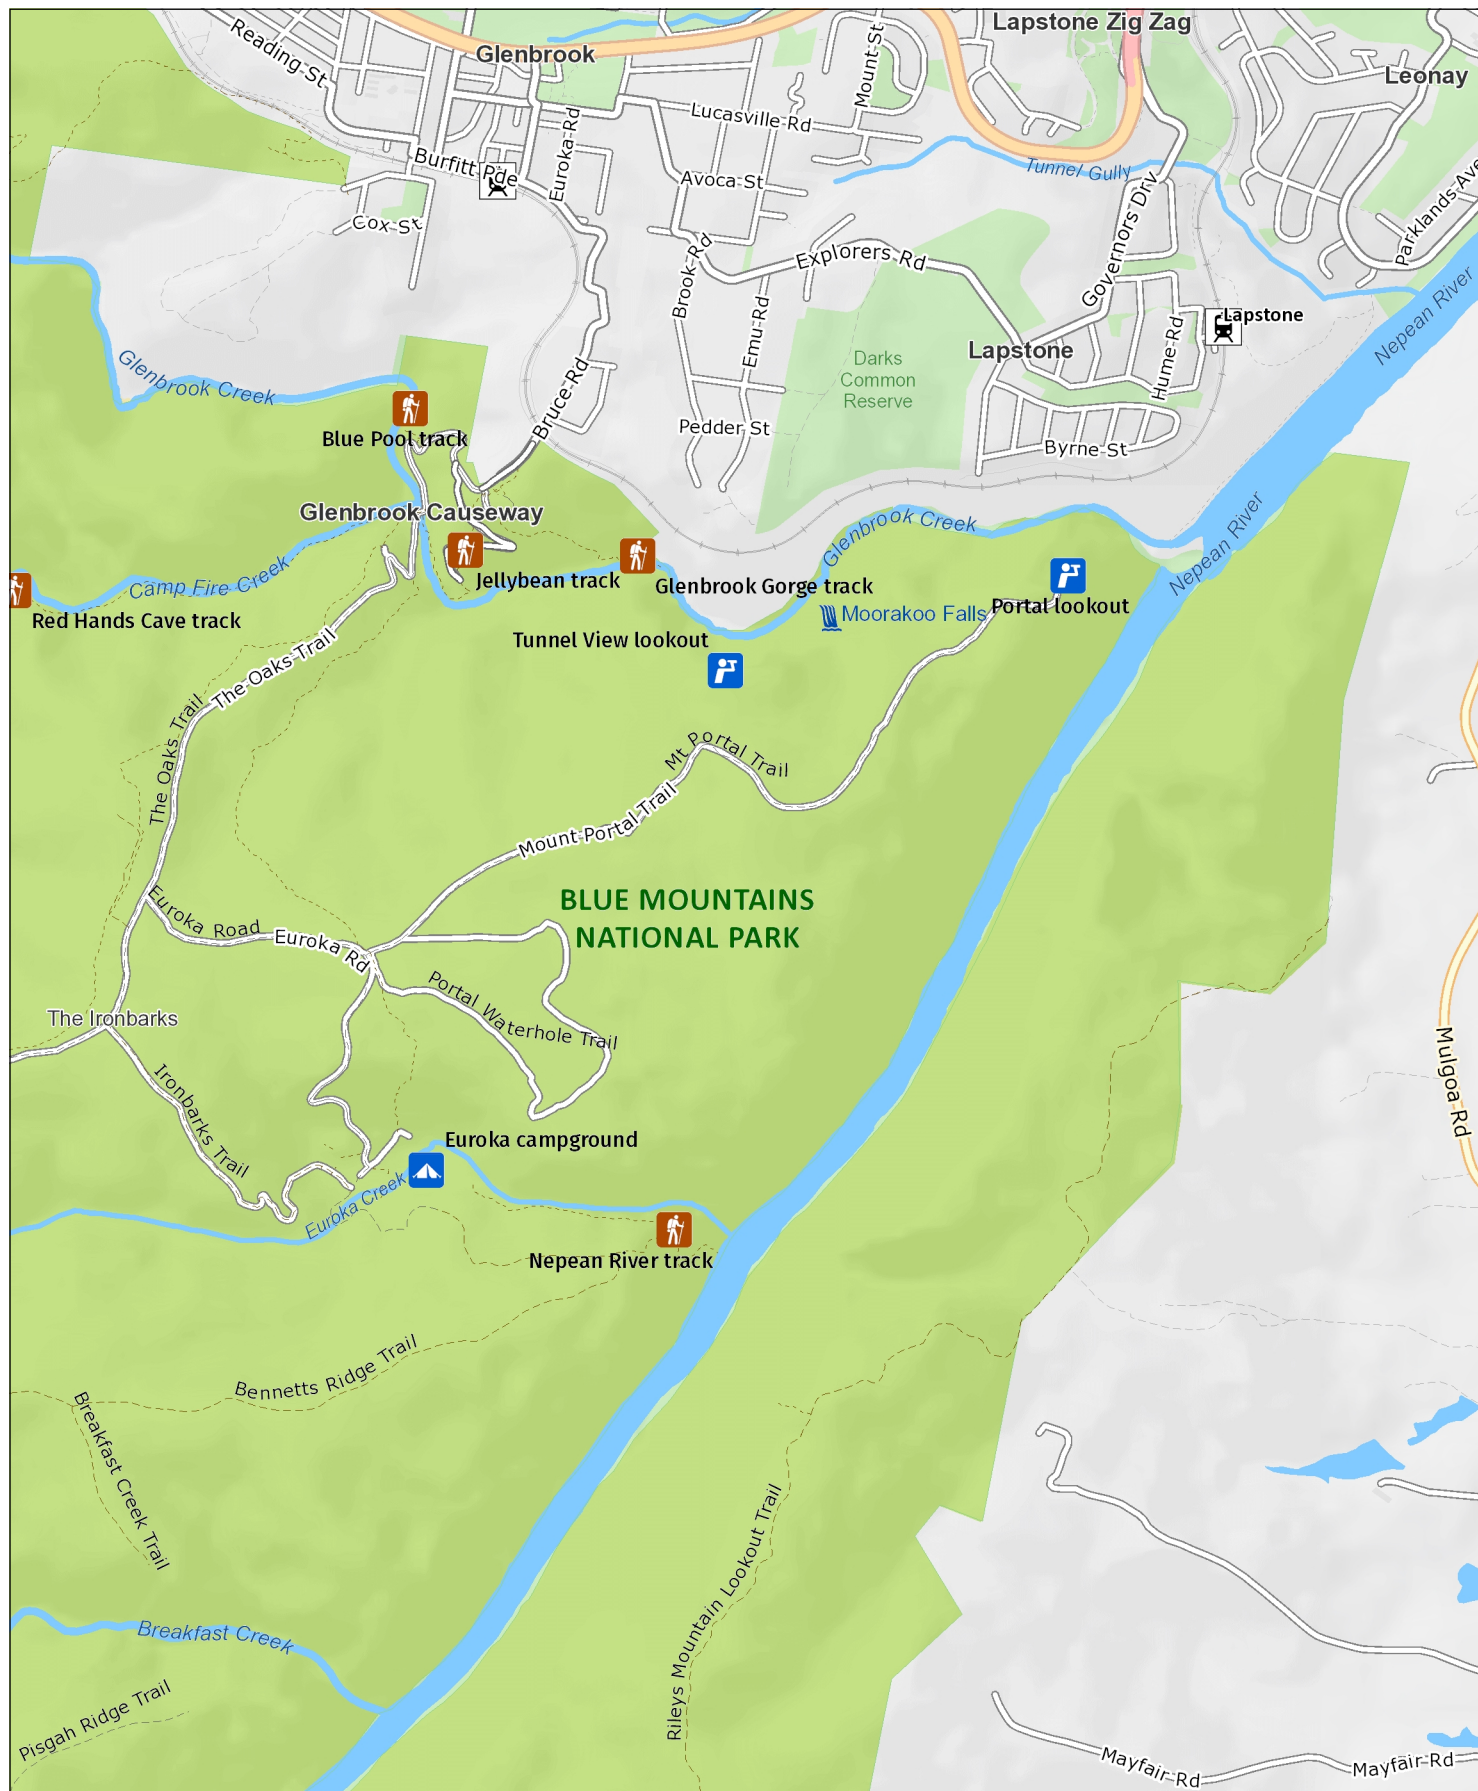 Lapstone Zig Zag
Reading St
Glenbrook
Mount St
Leonay
Lucasville Rd
Euroka Rd
Burfitt Pde
Tunnel Gully
Avoca St
Parklands Ave
Cox St
Governors Drv
Brook Rd
Explorers Rd
Nepean River
Emu Rd
Lapstone
Lapstone
Hume Rd
Glenbrook Creek
Darks
Common
Reserve
Bruce Rd
Blue Pool track
Pedder St
Byrne St
Glenbrook Causeway
Glenbrook Creek
Nepean River
Camp Fire Creek
Jellybean track
Glenbrook Gorge track
Red Hands Cave track
Moorakoo Falls
Portal lookout
Tunnel View lookout
The Oaks Trail
The Oaks Trail
Mt Portal Trail
Mount Portal Trail
BLUE MOUNTAINS
NATIONAL PARK
Euroka Road
Euroka Rd
Portal Waterhole Trail
The Ironbarks
Mulgoa Rd
Ironbarks Trail
Euroka campground
Euroka Creek
Nepean River track
Bennetts Ridge Trail
Breakfast Creek Trail
Rileys Mountain Lookout Trail
Breakfast Creek
Pisgah Ridge Trail
Mayfair Rd
Mayfair Rd